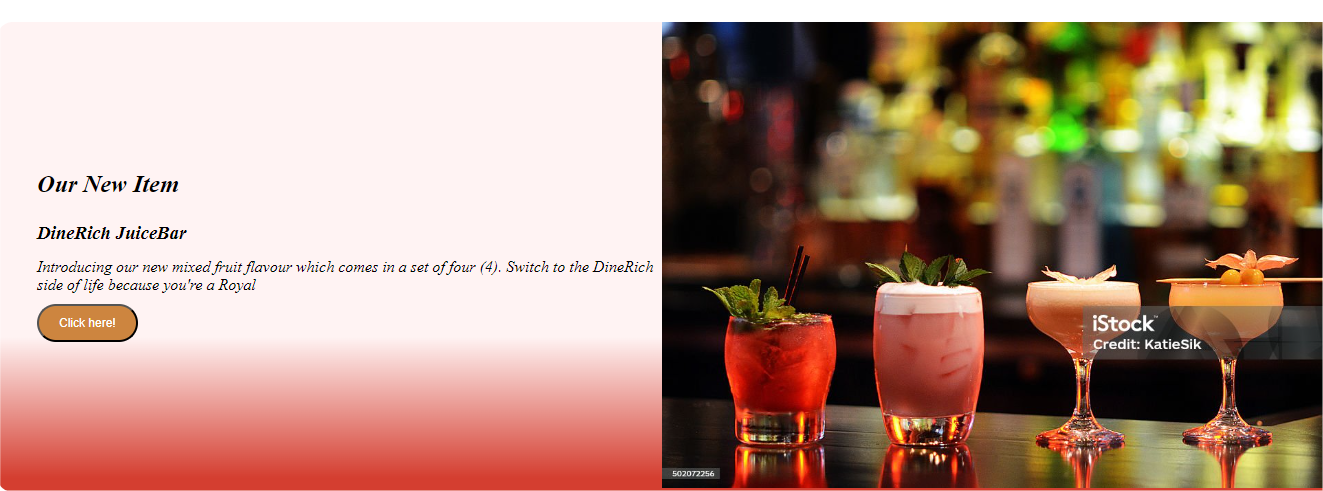 Our New Item
DineRich JuiceBar
Introducing our new mixed fruit flavour which comes in a set of four (4). Switch to the DineRich
side of life because you're a Royal
Click here!
iStock™
Credit: KatieSik
502072256